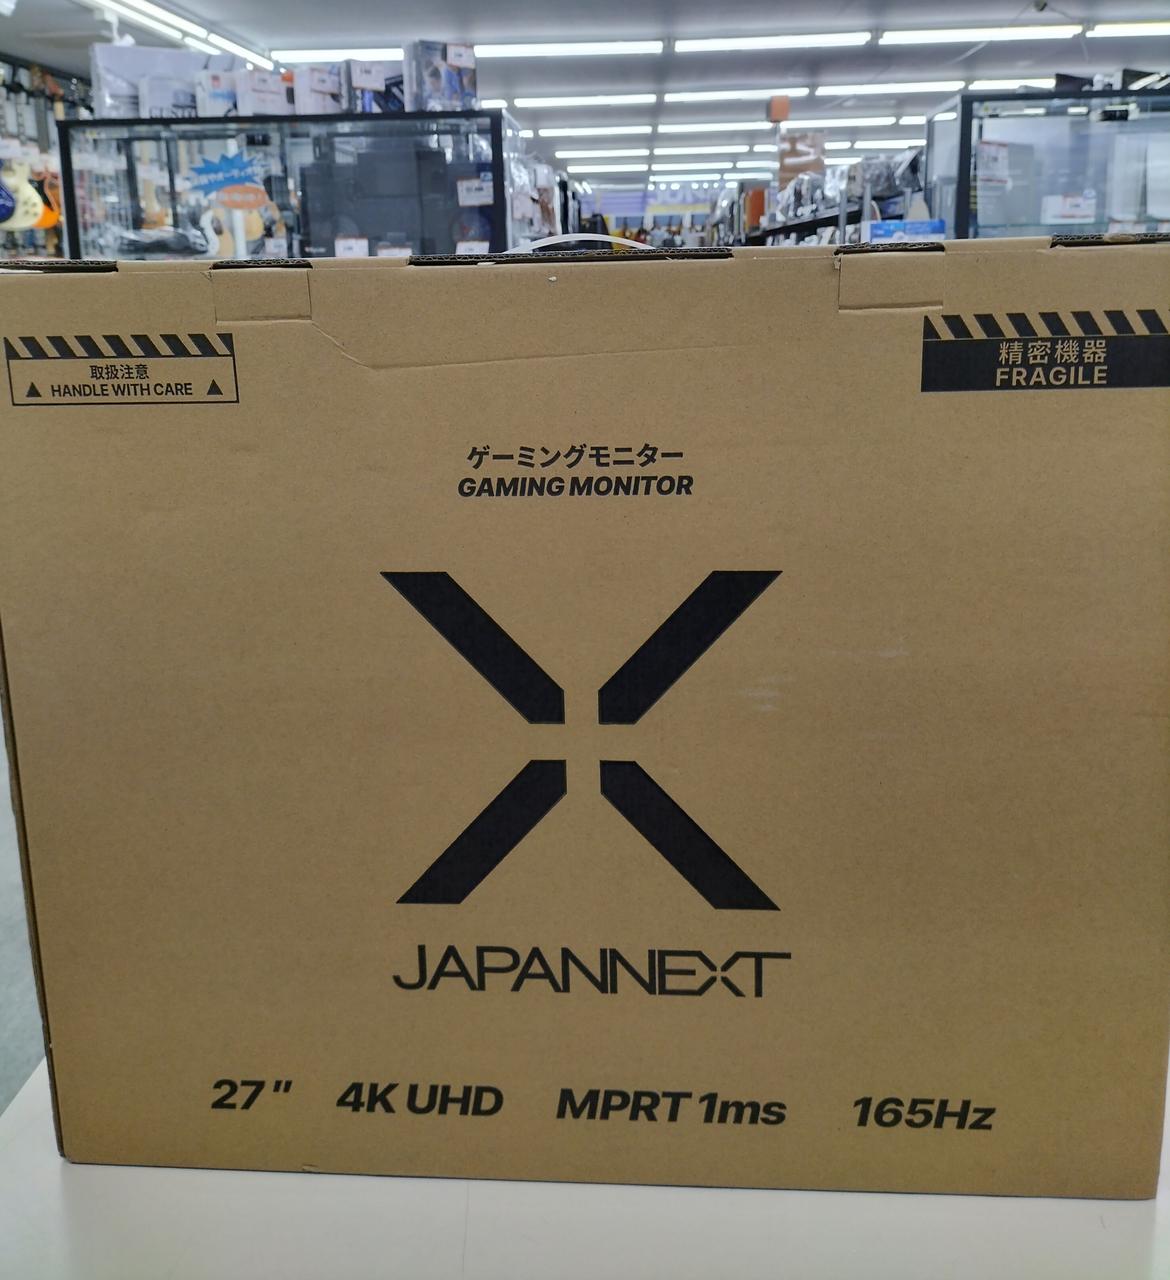 取扱注意
HANDLE WITH CARE
精密機器
FRAGILE
ゲーミングモニター
GAMING MONITOR
JAPANNEXT
27" 4K UHD MPRT 1ms 165Hz